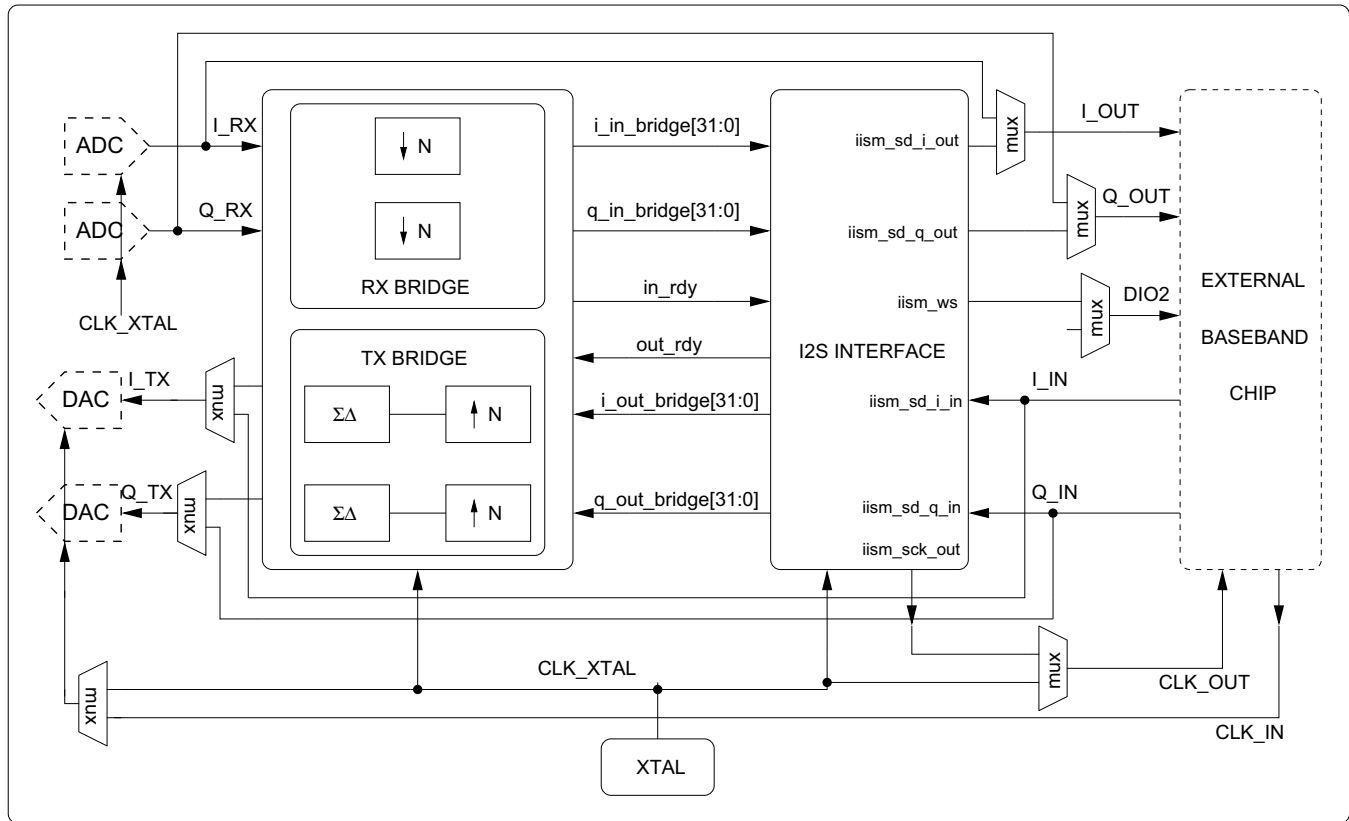 ADC
I_RX
ADC
Q_RX
CLK_XTAL
↓ N
↓ N
RX BRIDGE
TX BRIDGE
ΣΔ
↑ N
ΣΔ
↑ N
i_in_bridge[31:0]
q_in_bridge[31:0]
in_rdy
out_rdy
i_out_bridge[31:0]
q_out_bridge[31:0]
iism_sd_i_out
iism_sd_q_out
iism_ws
I2S INTERFACE
iism_sd_i_in
iism_sd_q_in
iism_sck_out
mux
I_OUT
mux
Q_OUT
mux
DIO2
I_IN
Q_IN
EXTERNAL
BASEBAND
CHIP
DAC
I_TX
mux
DAC
Q_TX
mux
mux
CLK_XTAL
XTAL
mux
CLK_OUT
CLK_IN